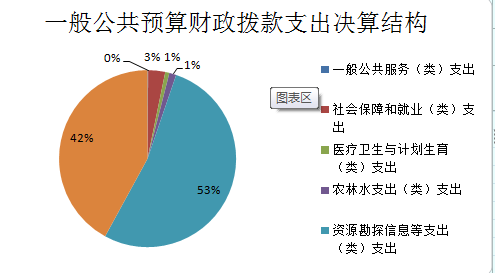 一般公共预算财政拨款支出决算结构
0%
3%
1%
1%
42%
53%
图表区
一般公共服务（类）支出
社会保障和就业（类）支
出
医疗卫生与计划生育
（类）支出
农林水支出（类）支出
资源勘探信息等支出
（类）支出